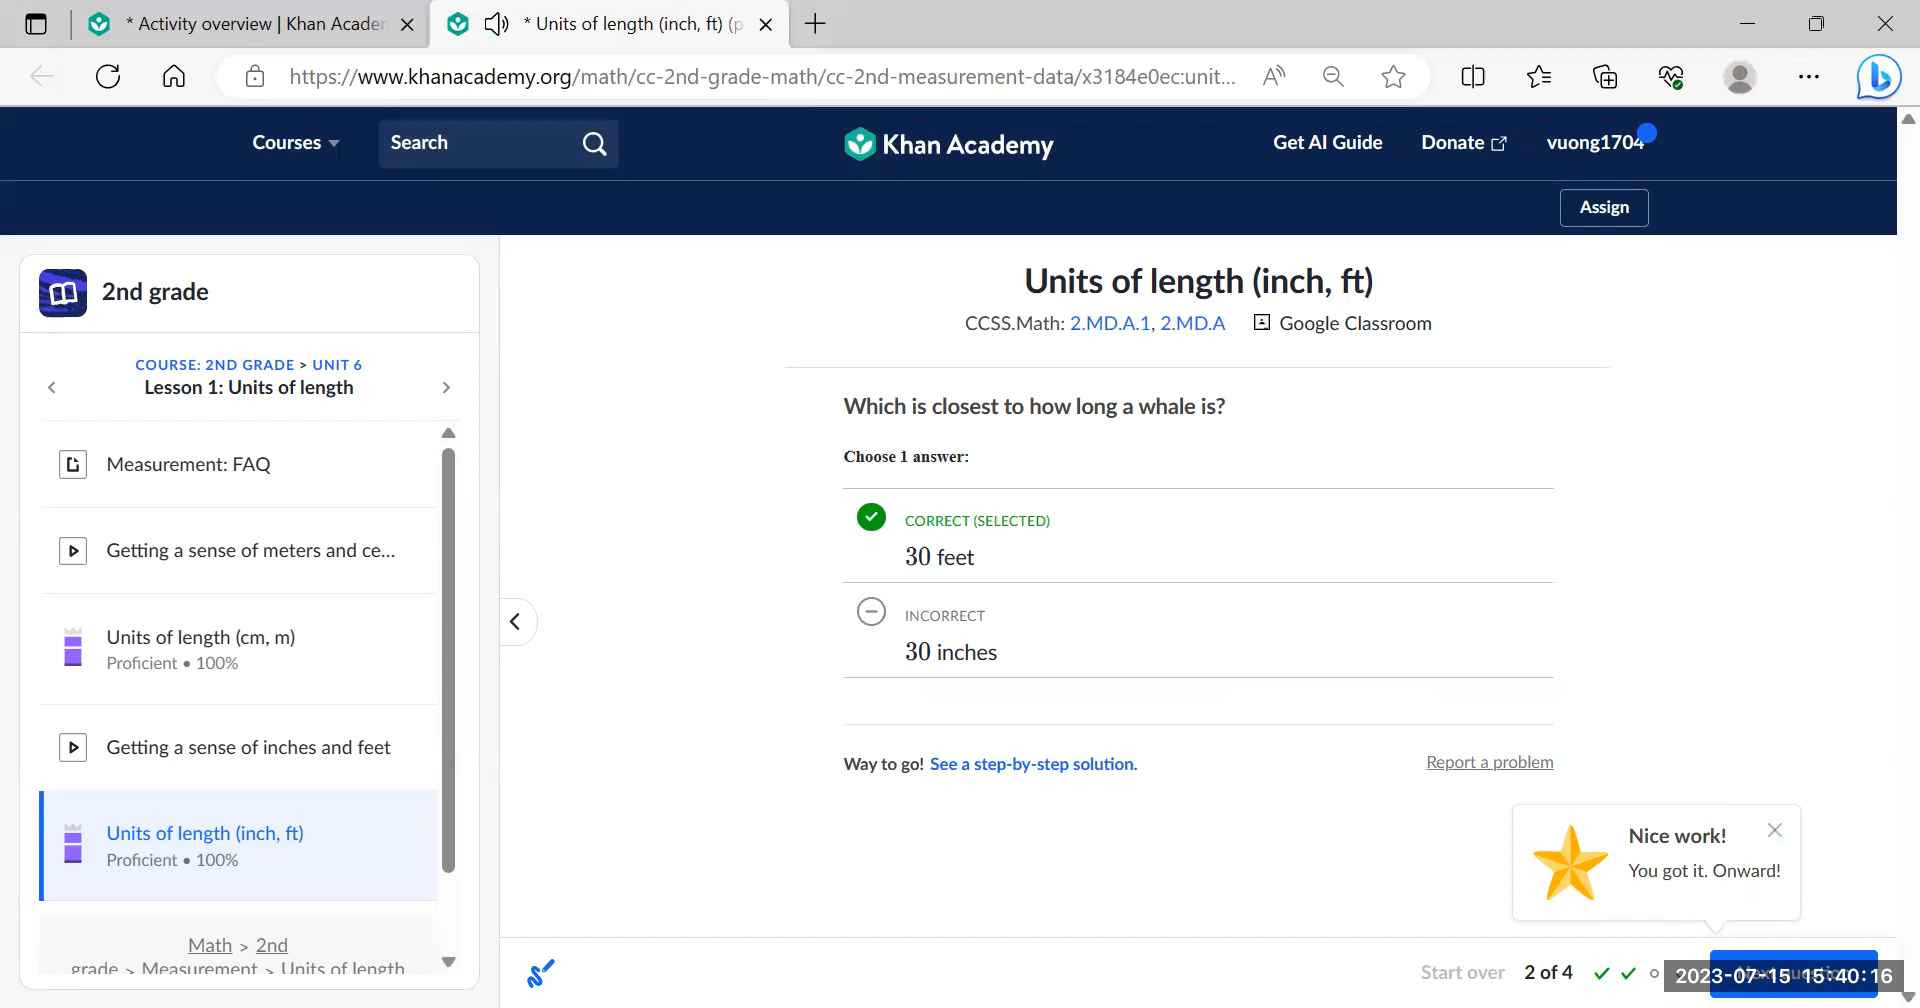 * Activity overview | Khan Acade
* Units of length (inch, ft) (p
https://www.khanacademy.org/math/cc-2nd-grade-math/cc-2nd-measurement-data/x3184e0ec:unit...
Courses
Search
Khan Academy
Get AI Guide
Donate
vuong1704
Assign
2nd grade
COURSE: 2ND GRADE > UNIT 6
Lesson 1: Units of length
Measurement: FAQ
Getting a sense of meters and ce...
Units of length (cm, m)
Proficient • 100%
Getting a sense of inches and feet
Units of length (inch, ft)
Proficient • 100%
Math > 2nd
grade > Measurement > Units of length
Units of length (inch, ft)
CCSS.Math: 2.MD.A.1, 2.MD.A
Google Classroom
Which is closest to how long a whale is?
Choose 1 answer:
CORRECT (SELECTED)
30 feet
INCORRECT
30 inches
Way to go! See a step-by-step solution.
Report a problem
Nice work!
You got it. Onward!
Start over
2 of 4
2023-07-15 15:40:16